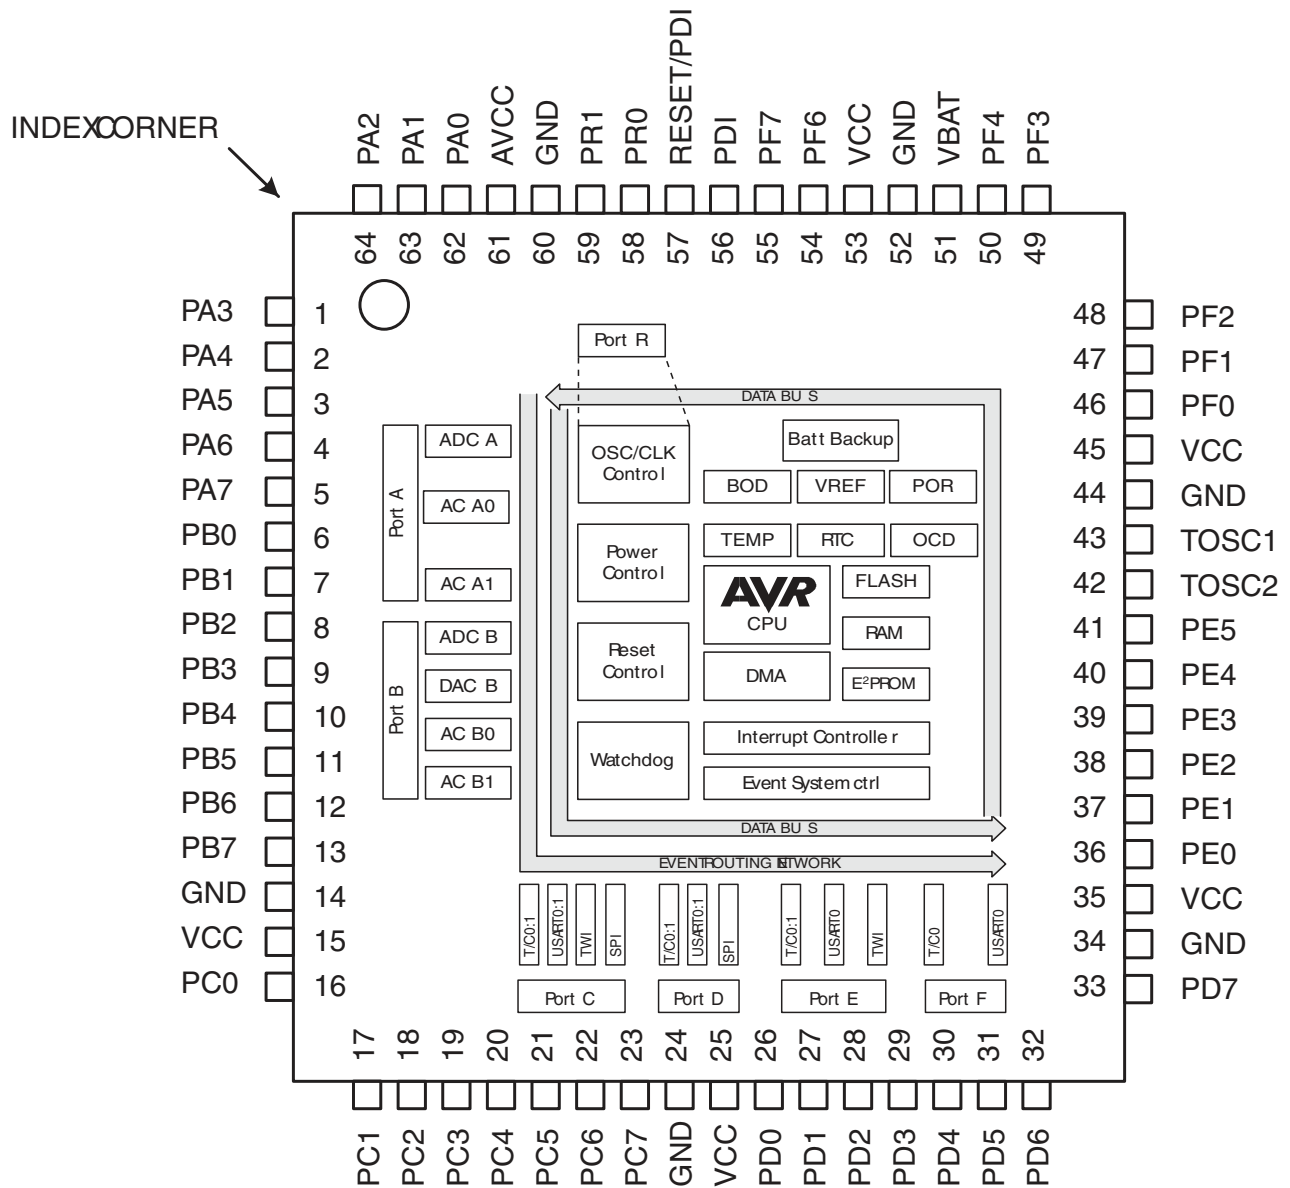 INDEXCORNER
PA2 PA1 PA0 AVCC GND PR1 PR0 RESET/PDI PDI PF7 PF6 VCC GND VBAT PF4 PF3
64 63 62 61 60 59 58 57 56 55 54 53 52 51 50 49
PA3 1
PA4 2
PA5 3
PA6 4
PA7 5
PB0 6
PB1 7
PB2 8
PB3 9
PB4 10
PB5 11
PB6 12
PB7 13
GND 14
VCC 15
PC0 16
Port R
DATA BUS
OSC/CLK
Control
Batt Backup
BOD VREF POR
Power
Control
TEMP RTC OCD
AVR
CPU
FLASH
RAM
Reset
Control
DMA
E²PROM
Watchdog
Interrupt Controller
Event System ctrl
DATA BUS
EVENT ROUTING NETWORK
Port A
ADC A
AC A0
AC A1
Port B
ADC B
DAC B
AC B0
AC B1
T/C0:1 USART0:1 TWI SPI
T/C0:1 USART0:1 SPI
T/C0:1 USART0 TWI
T/C0 USART0
Port C Port D Port E Port F
48 PF2
47 PF1
46 PF0
45 VCC
44 GND
43 TOSC1
42 TOSC2
41 PE5
40 PE4
39 PE3
38 PE2
37 PE1
36 PE0
35 VCC
34 GND
33 PD7
17 18 19 20 21 22 23 24 25 26 27 28 29 30 31 32
PC1 PC2 PC3 PC4 PC5 PC6 PC7 GND VCC PD0 PD1 PD2 PD3 PD4 PD5 PD6